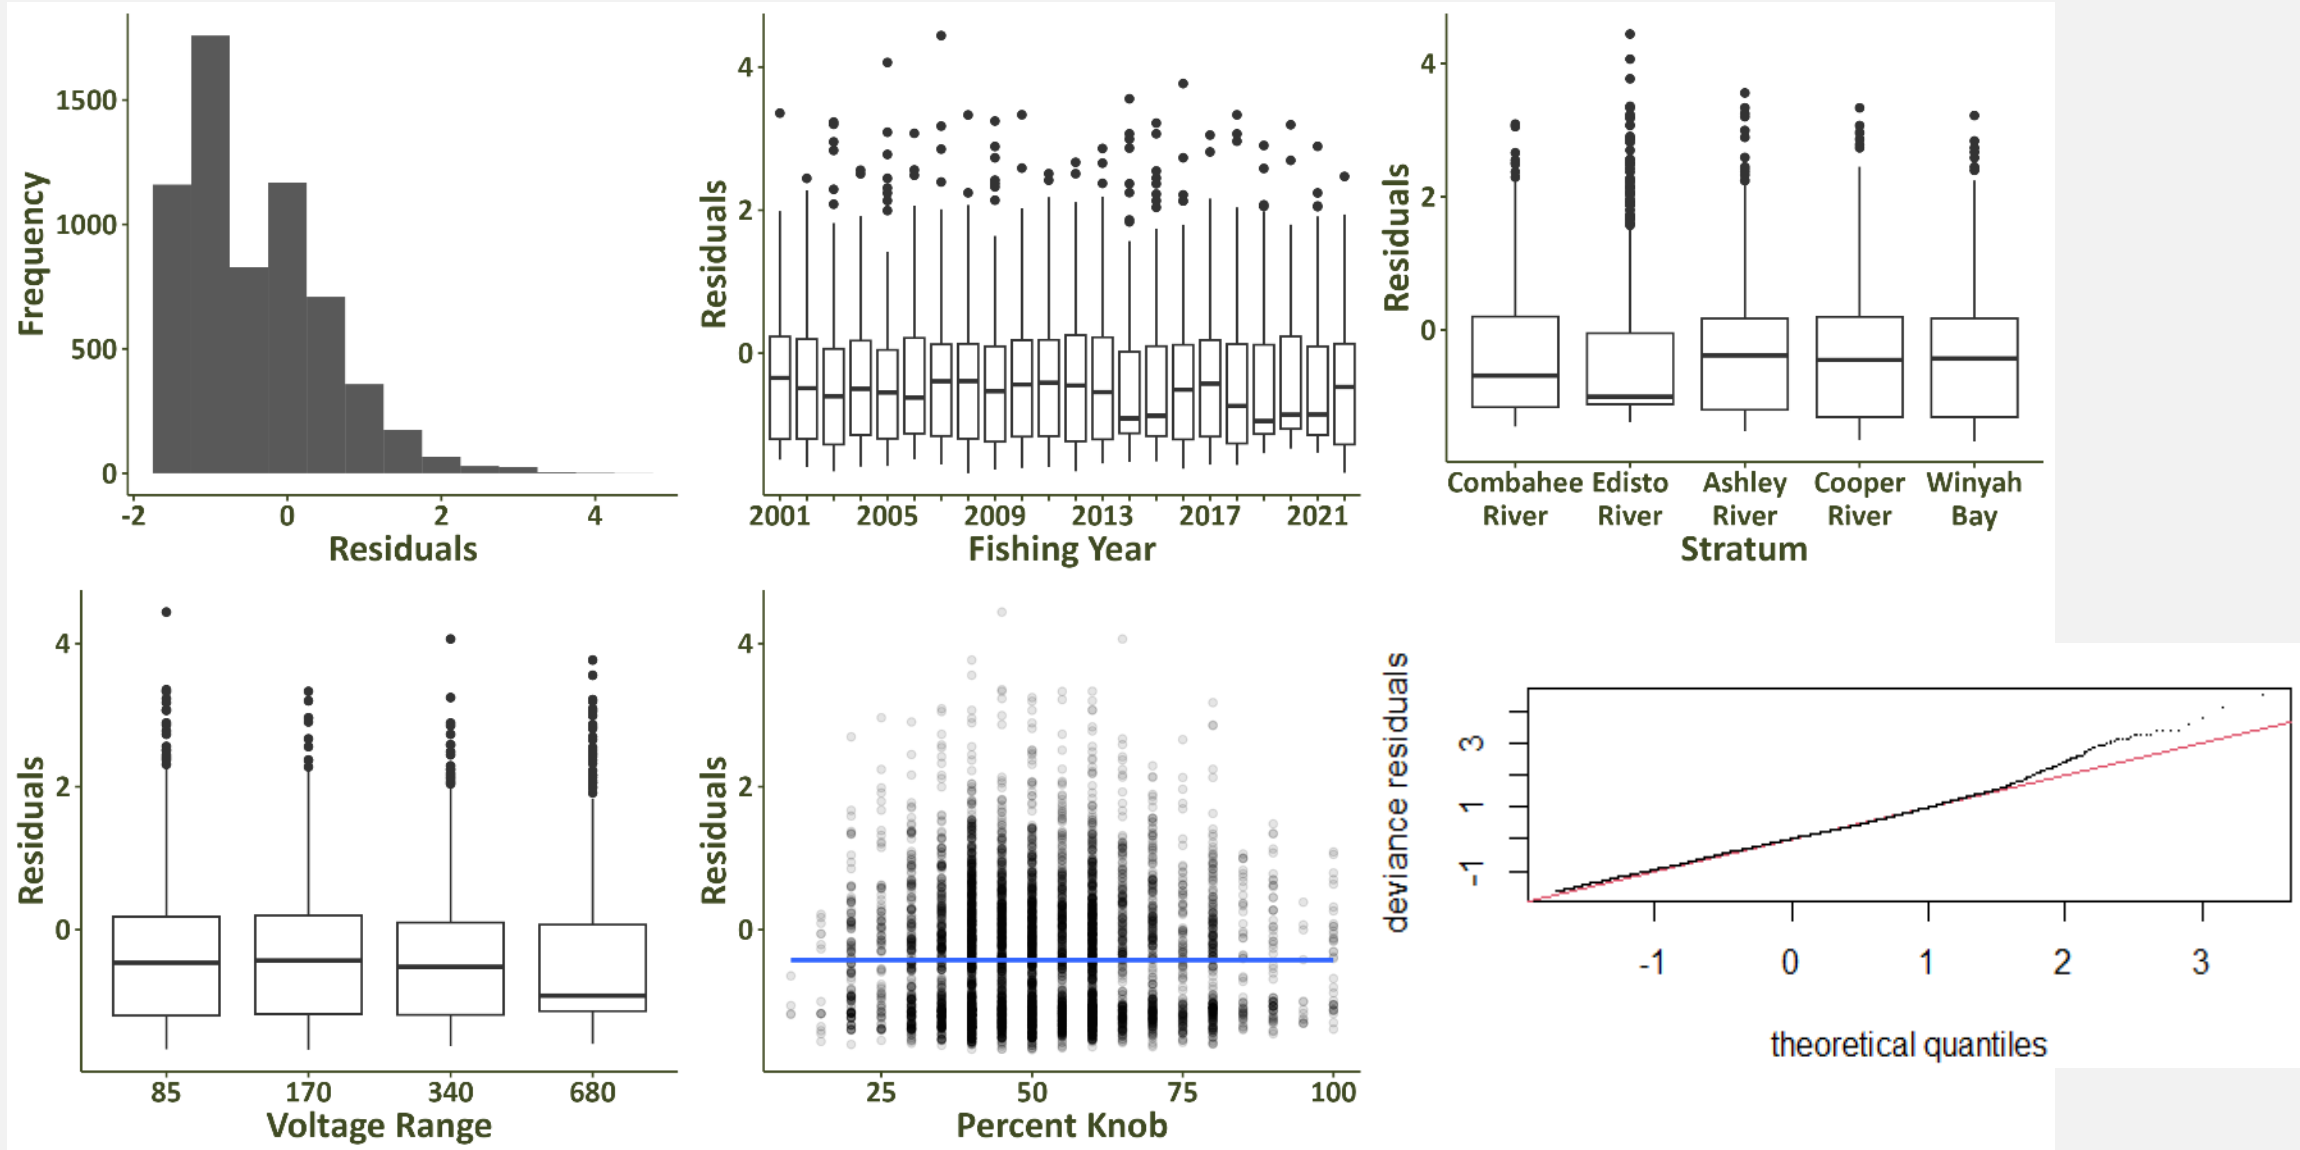 Frequency
1500
1000
500
0
-2 0 2 4
Residuals
Residuals
4
2
0
2001 2005 2009 2013 2017 2021
Fishing Year
Residuals
4
2
0
Combahee Edisto Ashley Cooper Winyah
River River River River Bay
Stratum
Residuals
4
2
0
85 170 340 680
Voltage Range
Residuals
4
2
0
25 50 75 100
Percent Knob
deviance residuals
3
1
-1
-1 0 1 2 3
theoretical quantiles